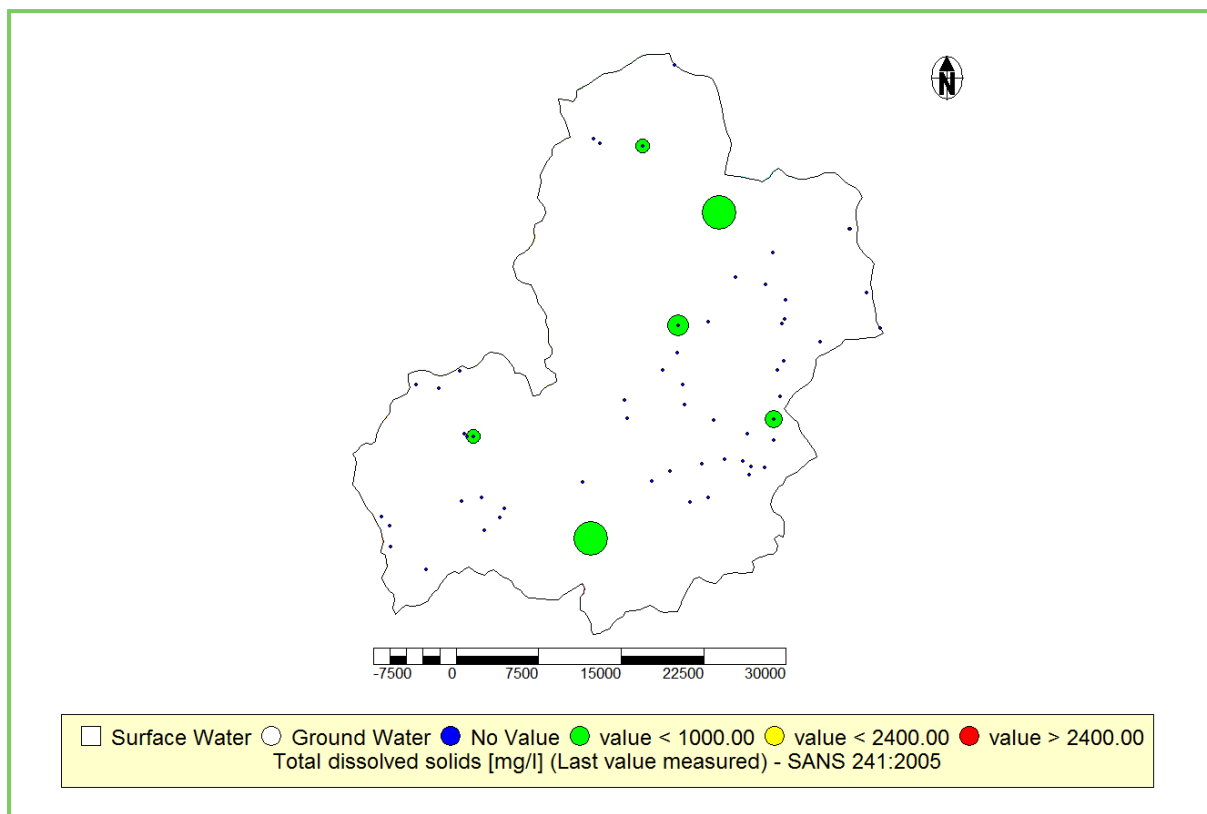 N
-7500 0 7500 15000 22500 30000
Surface Water Ground Water No Value value < 1000.00 value < 2400.00 value > 2400.00
Total dissolved solids [mg/l] (Last value measured) - SANS 241:2005